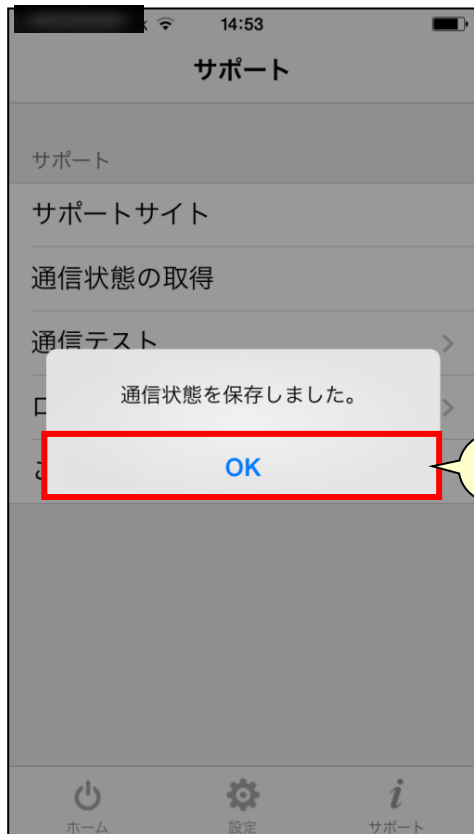 14:53
サポート
サポート
サポートサイト
通信状態の取得
通信テスト
通信状態を保存しました。
OK
ホーム
設定
サポート